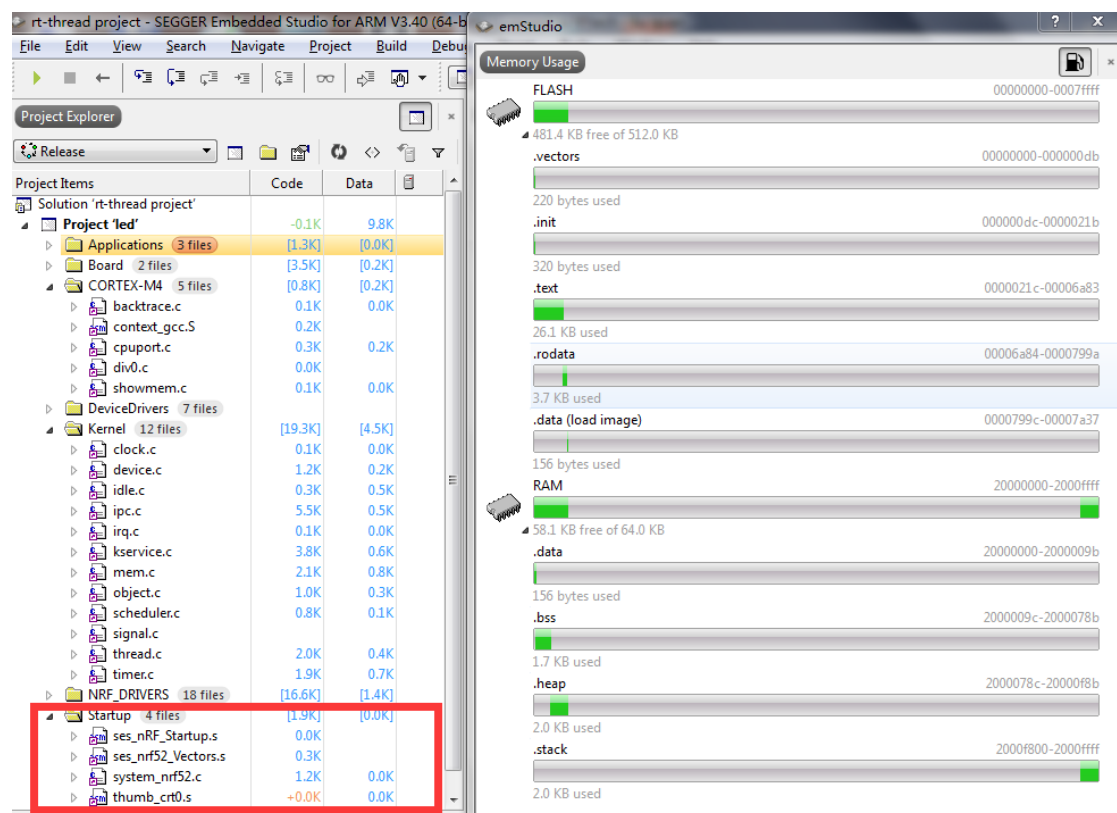 rt-thread project - SEGGER Embedded Studio for ARM V3.40 (64-b
File Edit View Search Navigate Project Build Debu
Project Explorer
Release
Project Items Code Data
Solution 'rt-thread project'
Project 'led' -0.1K 9.8K
Applications 3 files [1.3K] [0.0K]
Board 2 files [3.5K] [0.2K]
CORTEX-M4 5 files [0.8K] [0.2K]
backtrace.c 0.1K 0.0K
asm context_gcc.S 0.2K
cpuport.c 0.3K 0.2K
div0.c 0.0K
showmem.c 0.1K 0.0K
DeviceDrivers 7 files
Kernel 12 files [19.3K] [4.5K]
clock.c 0.1K 0.0K
device.c 1.2K 0.2K
idle.c 0.3K 0.5K
ipc.c 5.5K 0.5K
irq.c 0.1K 0.0K
kservice.c 3.8K 0.6K
mem.c 2.1K 0.8K
object.c 1.0K 0.3K
scheduler.c 0.8K 0.1K
signal.c
thread.c 2.0K 0.4K
timer.c 1.9K 0.7K
NRF_DRIVERS 18 files [16.6K] [1.4K]
Startup 4 files [1.9K] [0.0K]
asm ses_nRF_Startup.s 0.0K
asm ses_nrf52_Vectors.s 0.3K
system_nrf52.c 1.2K 0.0K
asm thumb_crt0.s +0.0K 0.0K
emStudio
Memory Usage
FLASH 00000000-0007ffff
481.4 KB free of 512.0 KB
.vectors 00000000-000000db
220 bytes used
.init 000000dc-0000021b
320 bytes used
.text 0000021c-00006a83
26.1 KB used
.rodata 00006a84-0000799a
3.7 KB used
.data (load image) 0000799c-00007a37
156 bytes used
RAM 20000000-2000ffff
58.1 KB free of 64.0 KB
.data 20000000-2000009b
156 bytes used
.bss 2000009c-2000078b
1.7 KB used
.heap 2000078c-20000f8b
2.0 KB used
.stack 2000f800-2000ffff
2.0 KB used